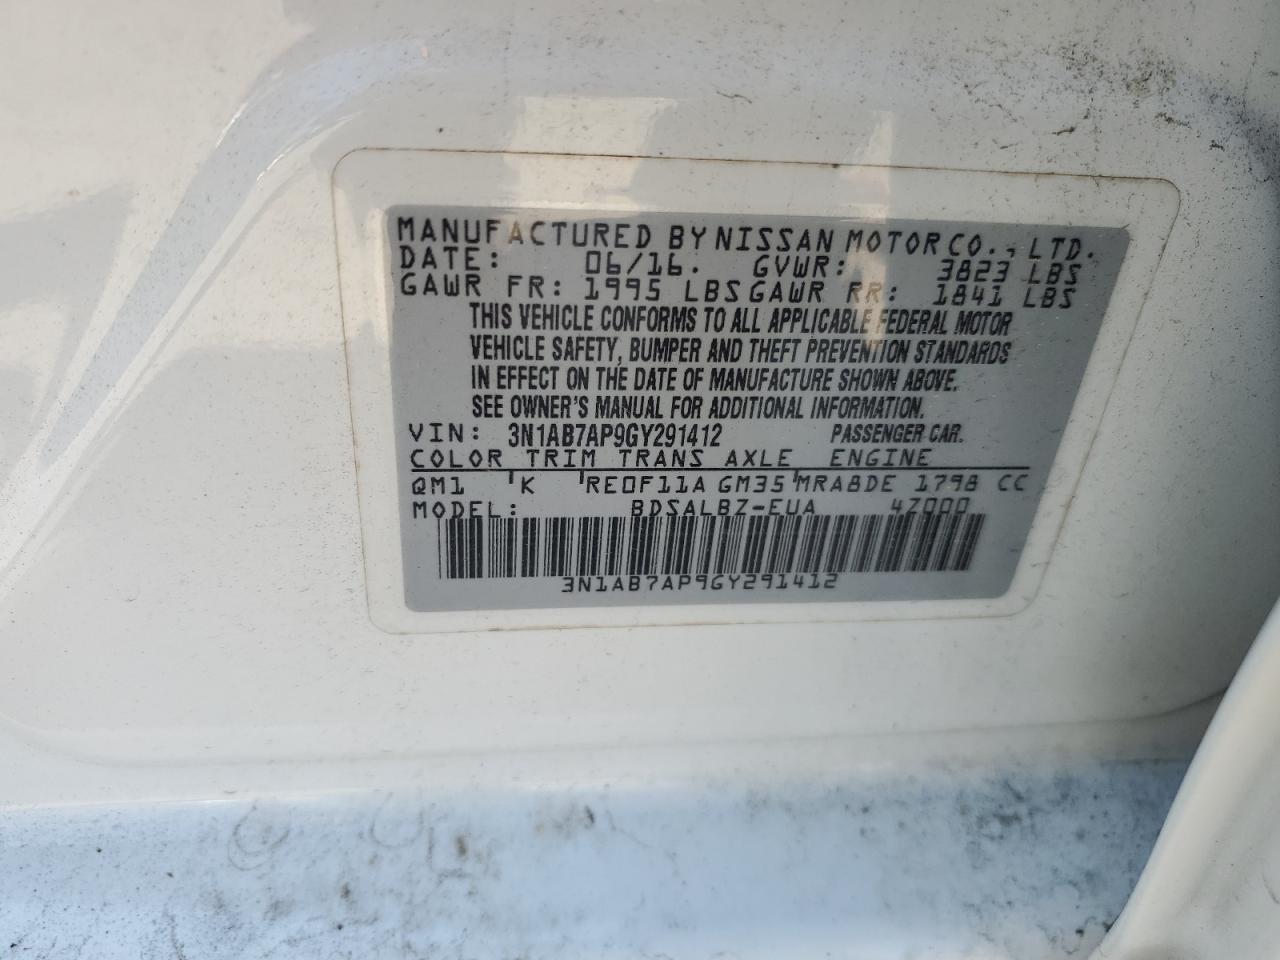 MANUFACTURED BY NISSAN MOTOR CO., LTD.
DATE: 06/16. GVWR: 3823 LBS
GAWR FR: 1995 LBS GAWR RR: 1841 LBS
THIS VEHICLE CONFORMS TO ALL APPLICABLE FEDERAL MOTOR
VEHICLE SAFETY, BUMPER AND THEFT PREVENTION STANDARDS
IN EFFECT ON THE DATE OF MANUFACTURE SHOWN ABOVE.
SEE OWNER'S MANUAL FOR ADDITIONAL INFORMATION.
VIN: 3N1AB7AP9GY291412 PASSENGER CAR.
COLOR TRIM TRANS AXLE ENGINE
QM1 K RE0F11A GM35 MRA8DE 1798 CC
MODEL: BDSALBZ-EUA 4Z000
3N1AB7AP9GY291412